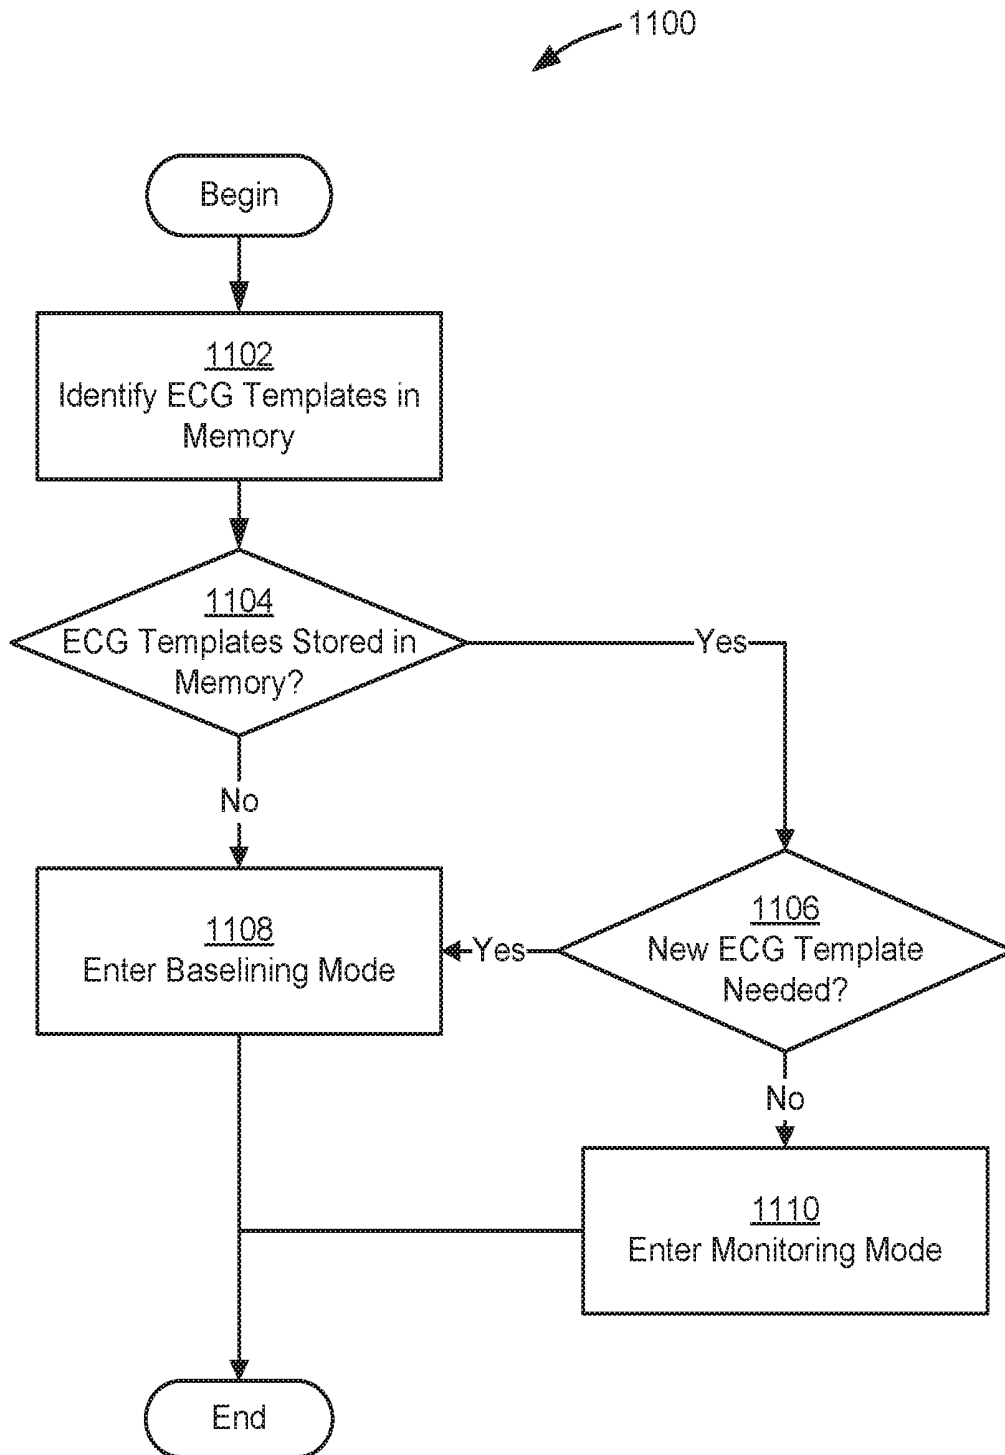 1100
Begin
1102
Identify ECG Templates in
Memory
1104
ECG Templates Stored in
Memory?
Yes
No
1106
New ECG Template
Needed?
Yes
1108
Enter Baselining Mode
No
1110
Enter Monitoring Mode
End